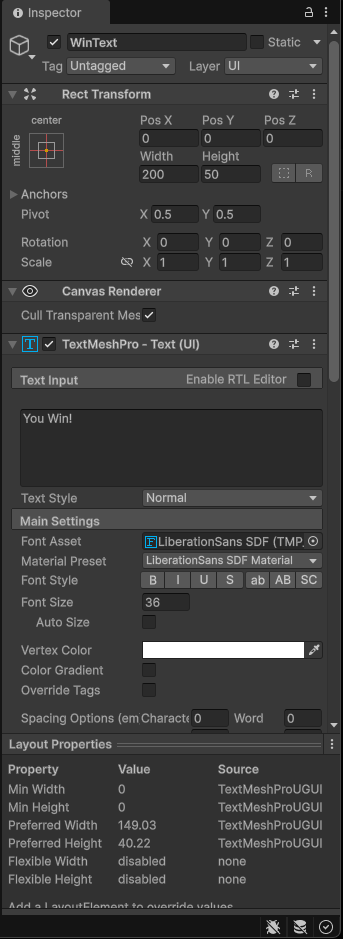 Inspector
WinText Static
Tag Untagged Layer UI
Rect Transform
center Pos X Pos Y Pos Z
middle 0 0 0
Width Height
200 50 R
Anchors
Pivot X 0.5 Y 0.5
Rotation X 0 Y 0 Z 0
Scale X 1 Y 1 Z 1
Canvas Renderer
Cull Transparent Mes
TextMeshPro - Text (UI)
Text Input Enable RTL Editor
You Win!
Text Style Normal
Main Settings
Font Asset LiberationSans SDF (TMP_
Material Preset LiberationSans SDF Material
Font Style B I U S ab AB SC
Font Size 36
Auto Size
Vertex Color
Color Gradient
Override Tags
Spacing Options (em Characte 0 Word 0
Layout Properties
Property Value Source
Min Width 0 TextMeshProUGUI
Min Height 0 TextMeshProUGUI
Preferred Width 149.03 TextMeshProUGUI
Preferred Height 40.22 TextMeshProUGUI
Flexible Width disabled none
Flexible Height disabled none
Add a LayoutElement to override values